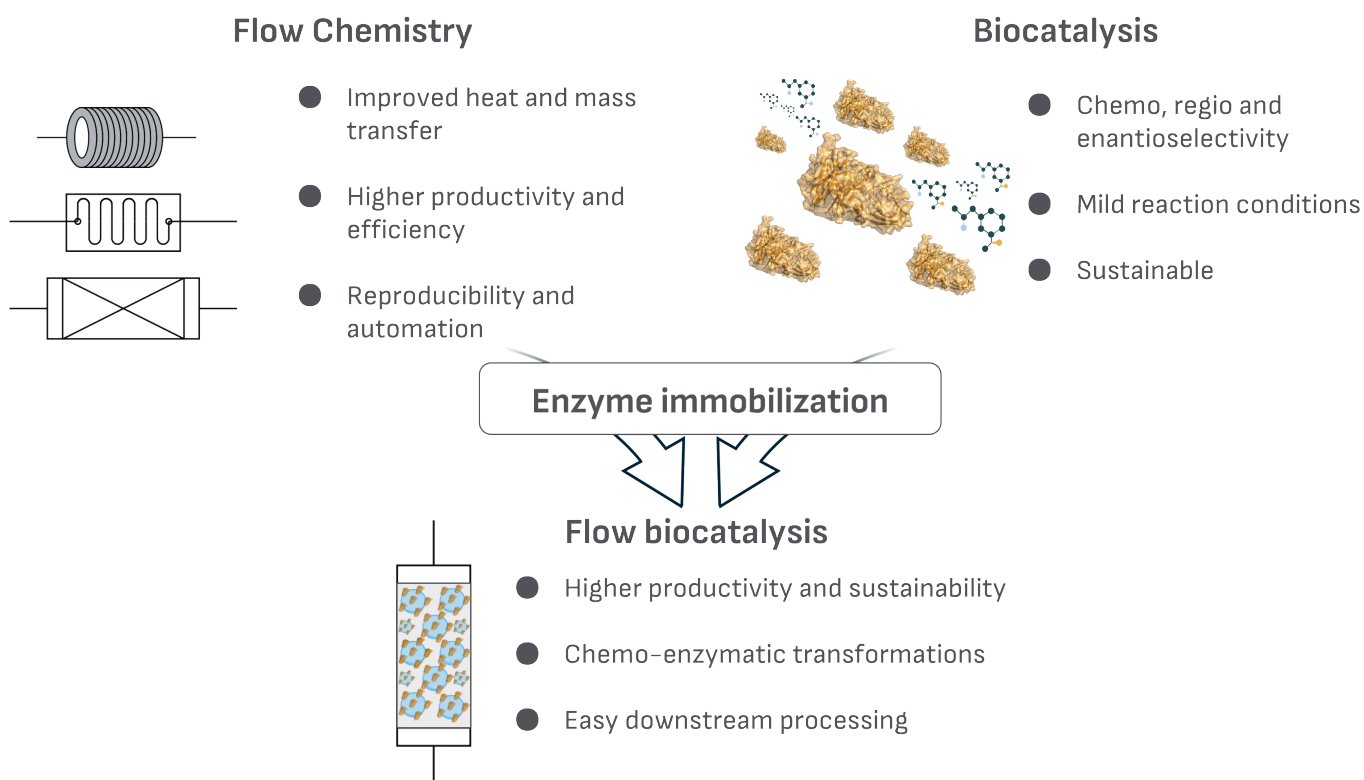 Flow Chemistry
Improved heat and mass
transfer
Higher productivity and
efficiency
Reproducibility and
automation
Biocatalysis
Chemo, regio and
enantioselectivity
Mild reaction conditions
Sustainable
Enzyme immobilization
Flow biocatalysis
Higher productivity and sustainability
Chemo-enzymatic transformations
Easy downstream processing